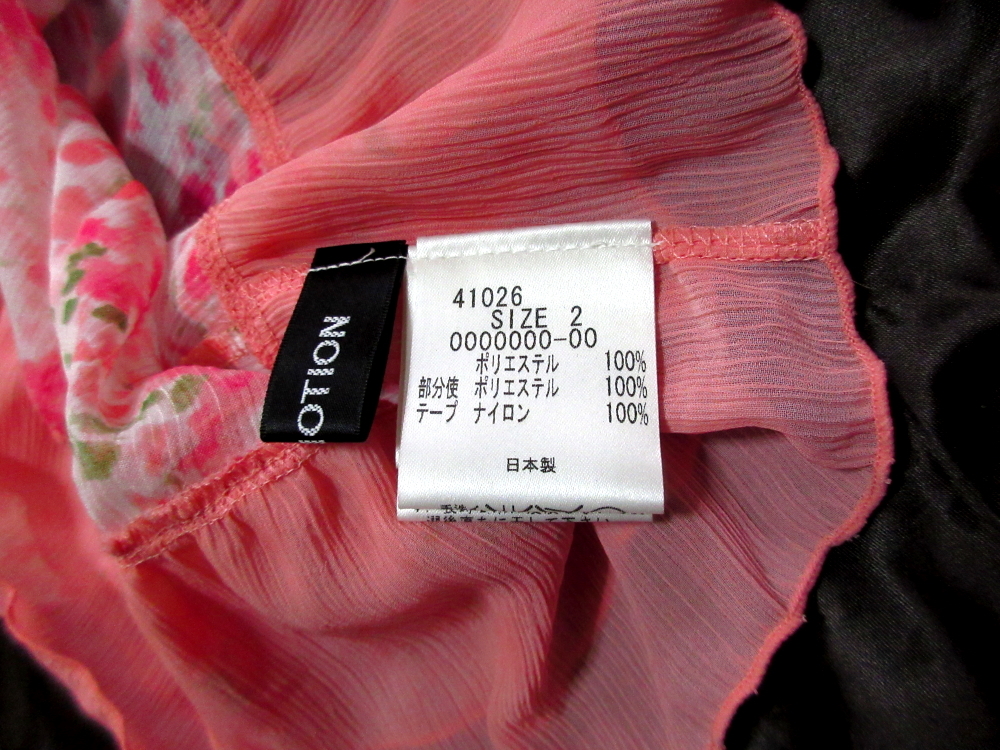 OTION
41026
SIZE 2
0000000-00
ポリエステル 100%
部分使 ポリエステル 100%
テープ ナイロン 100%
日本製